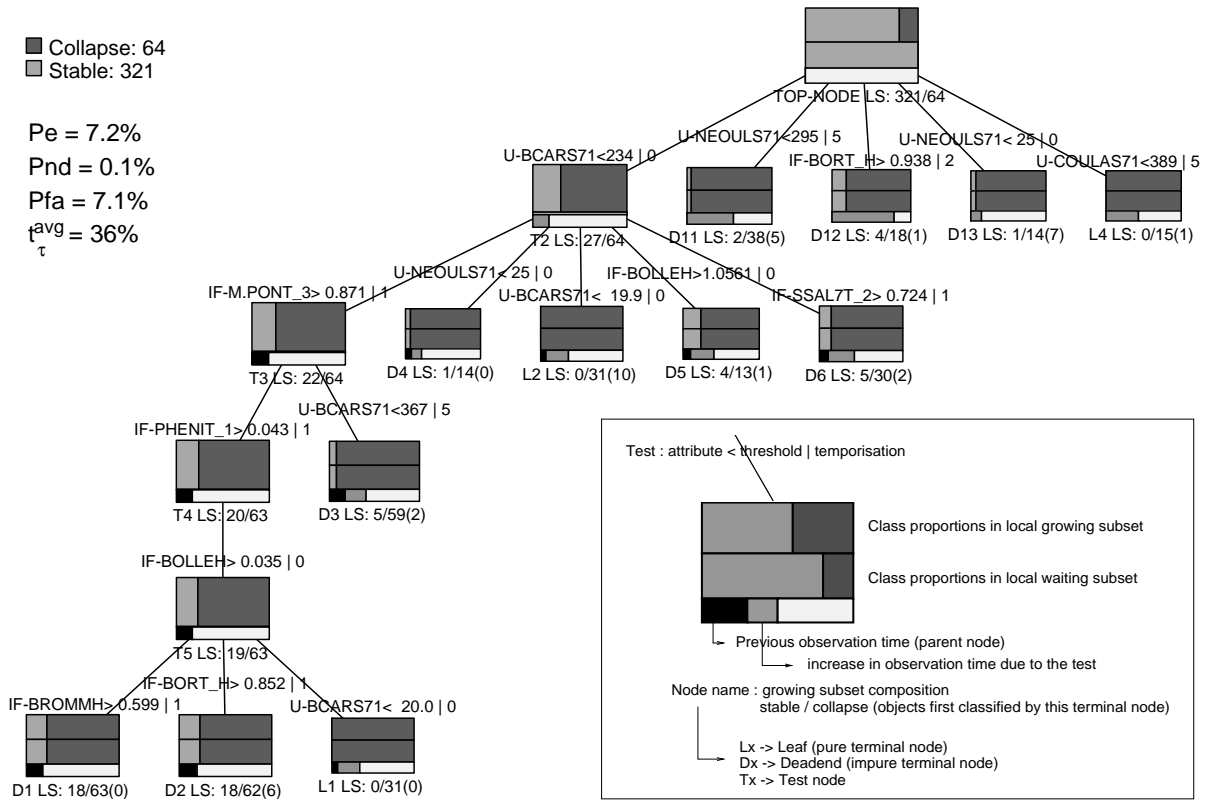 Collapse: 64
Stable: 321
Pe = 7.2%
Pnd = 0.1%
Pfa = 7.1%
t_τ^avg = 36%
TOP-NODE LS: 321/64
U-BCARS71<234 | 0
U-NEOULS71<295 | 5
IF-BORT_H> 0.938 | 2
U-NEOULS71< 25 | 0
U-COULAS71<389 | 5
T2 LS: 27/64
D11 LS: 2/38(5)
D12 LS: 4/18(1)
D13 LS: 1/14(7)
L4 LS: 0/15(1)
IF-M.PONT_3> 0.871 | 1
U-NEOULS71< 25 | 0
U-BCARS71<  19.9 | 0
IF-BOLLEH>1.0561 | 0
IF-SSAL7T_2> 0.724 | 1
T3 LS: 22/64
D4 LS: 1/14(0)
L2 LS: 0/31(10)
D5 LS: 4/13(1)
D6 LS: 5/30(2)
IF-PHENIT_1> 0.043 | 1
U-BCARS71<367 | 5
T4 LS: 20/63
D3 LS: 5/59(2)
IF-BOLLEH> 0.035 | 0
T5 LS: 19/63
IF-BROMMH> 0.599 | 1
IF-BORT_H> 0.852 | 1
U-BCARS71<  20.0 | 0
D1 LS: 18/63(0)
D2 LS: 18/62(6)
L1 LS: 0/31(0)
Test : attribute < threshold | temporisation
Class proportions in local growing subset
Class proportions in local waiting subset
Previous observation time (parent node)
increase in observation time due to the test
Node name : growing subset composition
stable / collapse (objects first classified by this terminal node)
Lx -> Leaf (pure terminal node)
Dx -> Deadend (impure terminal node)
Tx -> Test node